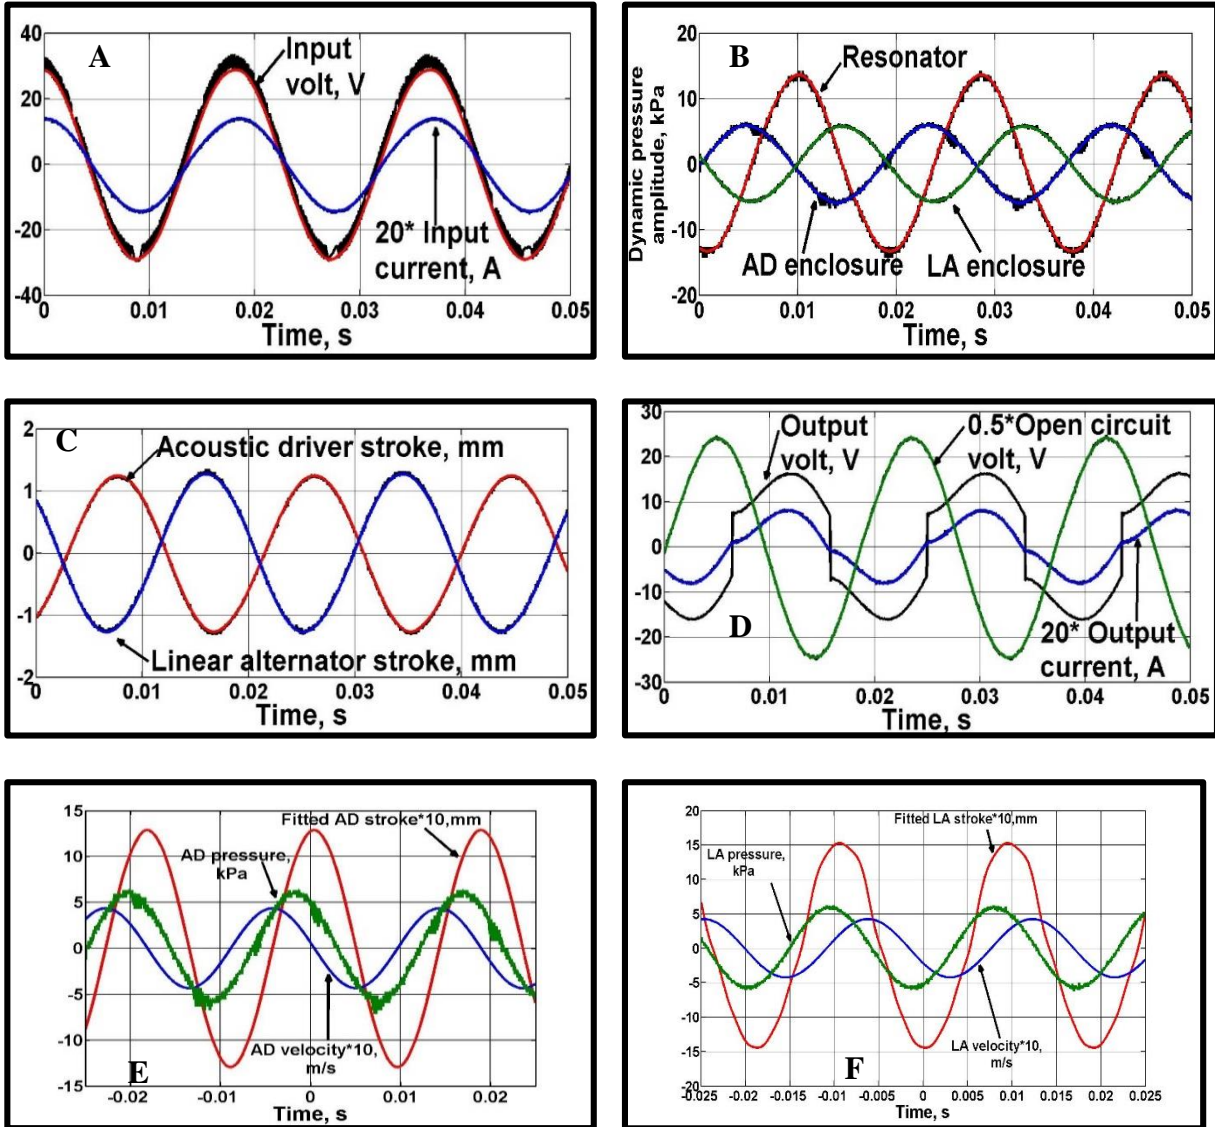 A
Input
volt, V
20* Input
current, A
40
20
0
-20
-40
0 0.01 0.02 0.03 0.04 0.05
Time, s
B
Resonator
AD enclosure LA enclosure
Dynamic pressure
amplitude, kPa
20
10
0
-10
-20
0 0.01 0.02 0.03 0.04 0.05
Time, s
C
Acoustic driver stroke, mm
Linear alternator stroke, mm
2
1
0
-1
-2
0 0.01 0.02 0.03 0.04 0.05
Time, s
D
Output
volt, V
0.5*Open circuit
volt, V
20* Output
current, A
30
20
10
0
-10
-20
-30
0 0.01 0.02 0.03 0.04 0.05
Time, s
E
Fitted AD stroke*10,mm
AD pressure,
kPa
AD velocity*10,
m/s
15
10
5
0
-5
-10
-15
-0.02 -0.01 0 0.01 0.02
Time, s
F
Fitted LA stroke*10,mm
LA pressure,
kPa
LA velocity*10,
m/s
20
15
10
5
0
-5
-10
-15
-20
-0.025 -0.02 -0.015 -0.01 -0.005 0 0.005 0.01 0.015 0.02 0.025
Time, s